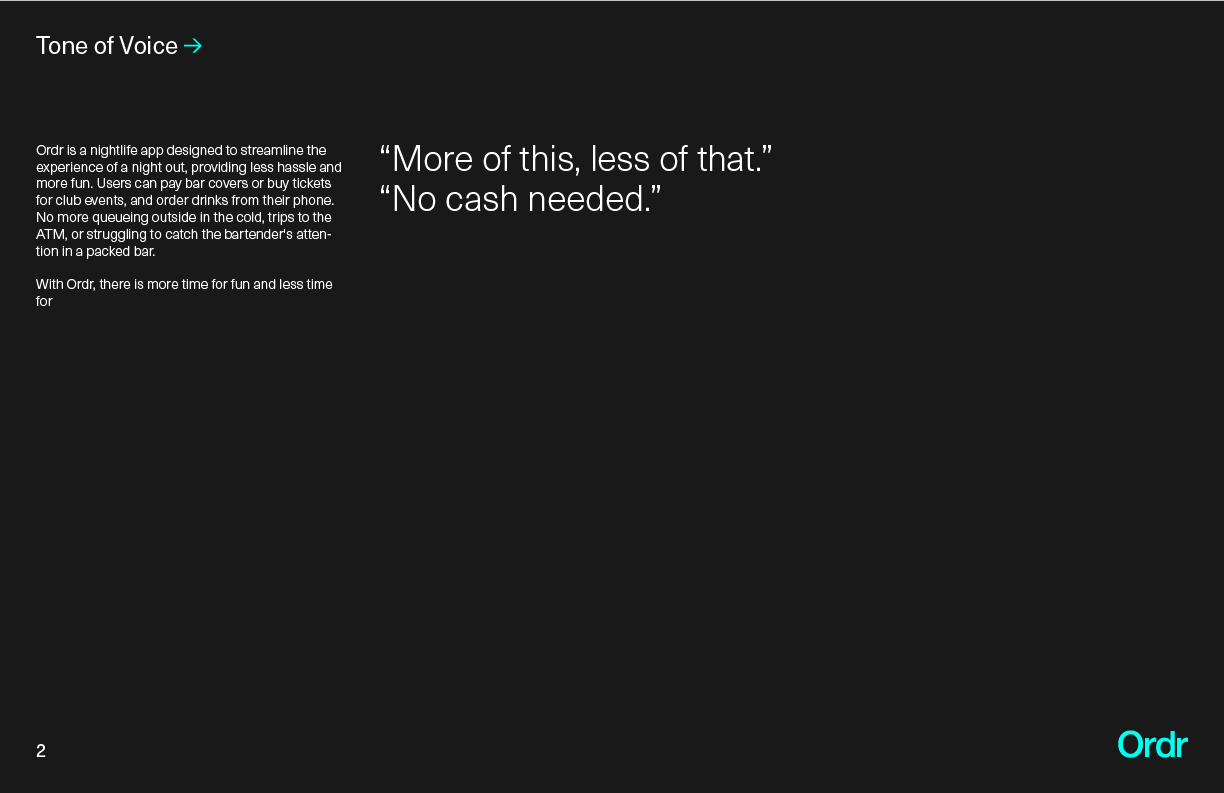 Tone of Voice →
Ordr is a nightlife app designed to streamline the
experience of a night out, providing less hassle and
more fun. Users can pay bar covers or buy tickets
for club events, and order drinks from their phone.
No more queueing outside in the cold, trips to the
ATM, or struggling to catch the bartender's atten-
tion in a packed bar.
With Ordr, there is more time for fun and less time
for
“More of this, less of that.”
“No cash needed.”
2
Ordr